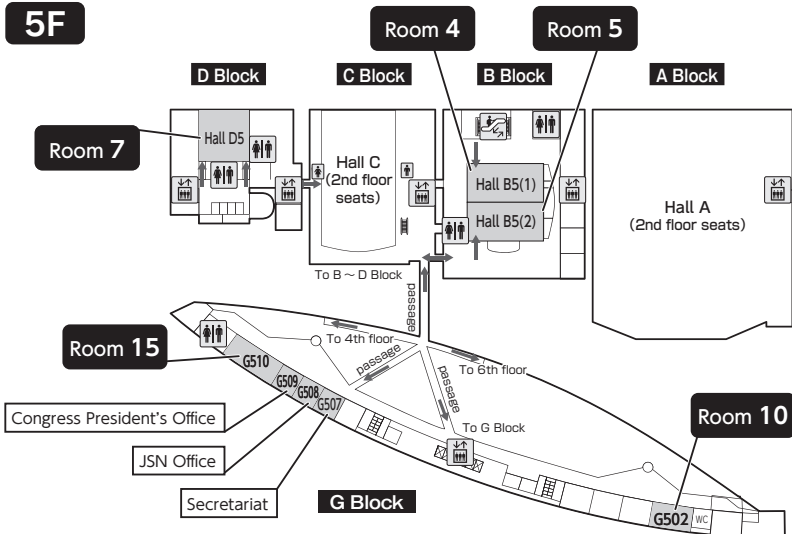 5F
Room 4
Room 5
D Block
C Block
B Block
A Block
Room 7
Hall D5
Hall C
(2nd floor
seats)
Hall B5(1)
Hall B5(2)
Hall A
(2nd floor seats)
To B ~ D Block
passage
To 4th floor
passage
passage
To 6th floor
To G Block
Room 15
G510
G509
G508
G507
Congress President's Office
JSN Office
Secretariat
G Block
Room 10
G502
WC